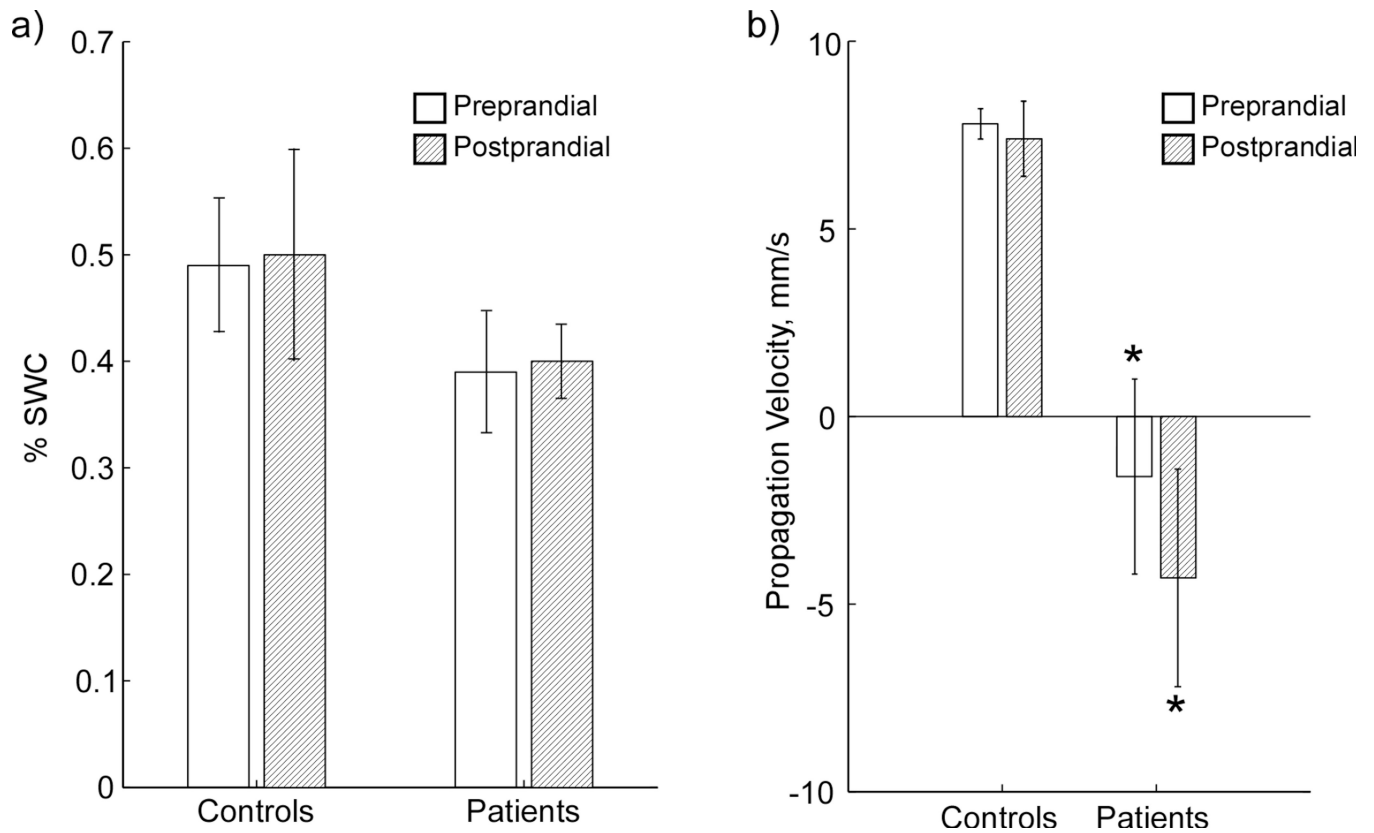 a)
0.7
0.6
0.5
0.4
0.3
0.2
0.1
0
% SWC
Preprandial
Postprandial
Controls Patients
b)
10
5
0
-5
-10
Propagation Velocity, mm/s
Preprandial
Postprandial
*
*
Controls Patients